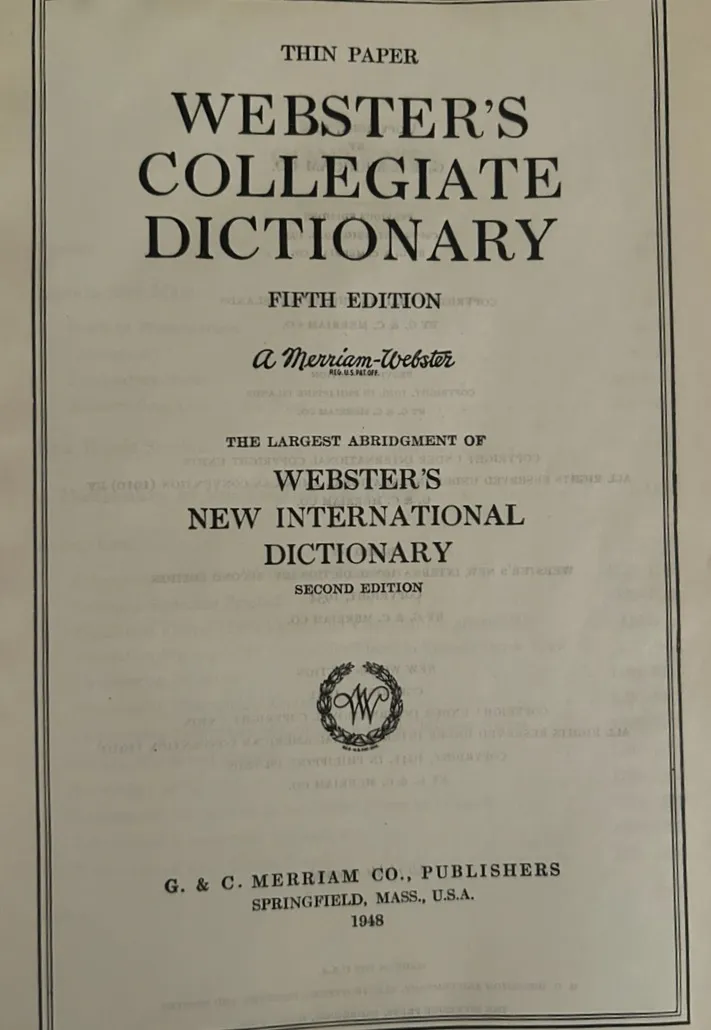 THIN PAPER
WEBSTER'S
COLLEGIATE
DICTIONARY
FIFTH EDITION
a Merriam-Webster
REG. U.S. PAT. OFF.
THE LARGEST ABRIDGMENT OF
WEBSTER'S
NEW INTERNATIONAL
DICTIONARY
SECOND EDITION
W
G. & C. MERRIAM CO., PUBLISHERS
SPRINGFIELD, MASS., U.S.A.
1948